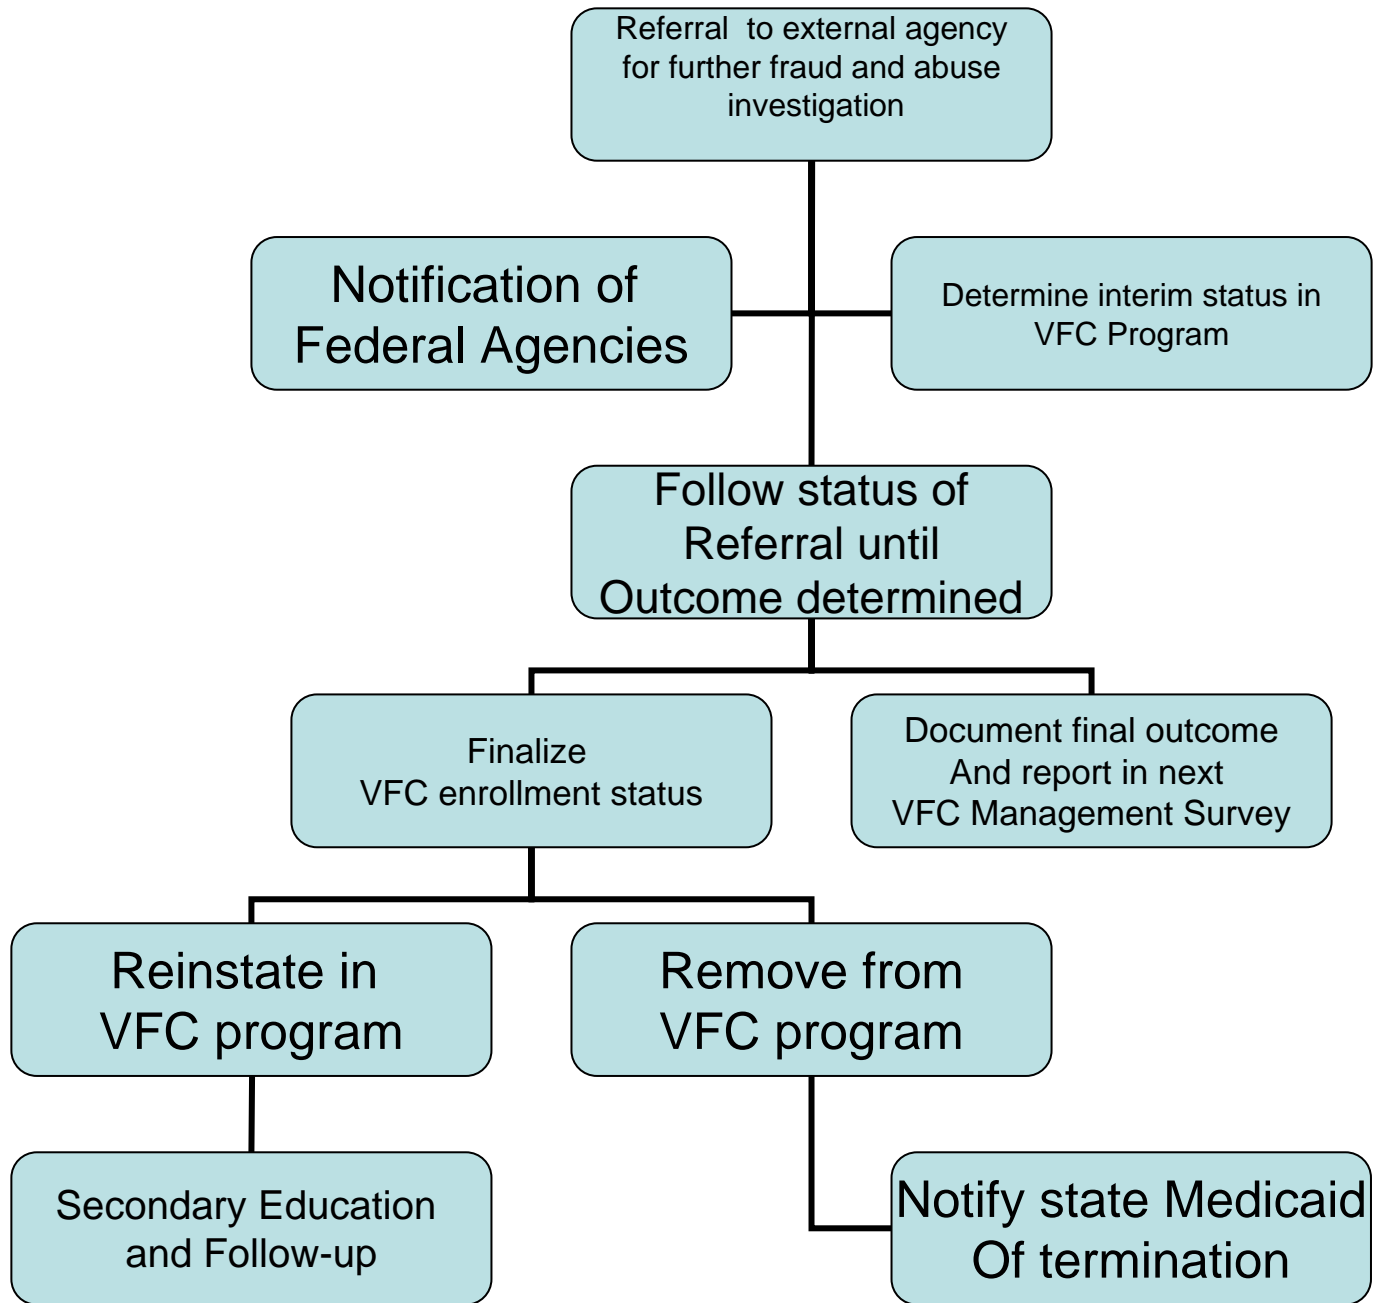 Referral to external agency
for further fraud and abuse
investigation
Notification of
Federal Agencies
Determine interim status in
VFC Program
Follow status of
Referral until
Outcome determined
Finalize
VFC enrollment status
Document final outcome
And report in next
VFC Management Survey
Reinstate in
VFC program
Remove from
VFC program
Secondary Education
and Follow-up
Notify state Medicaid
Of termination